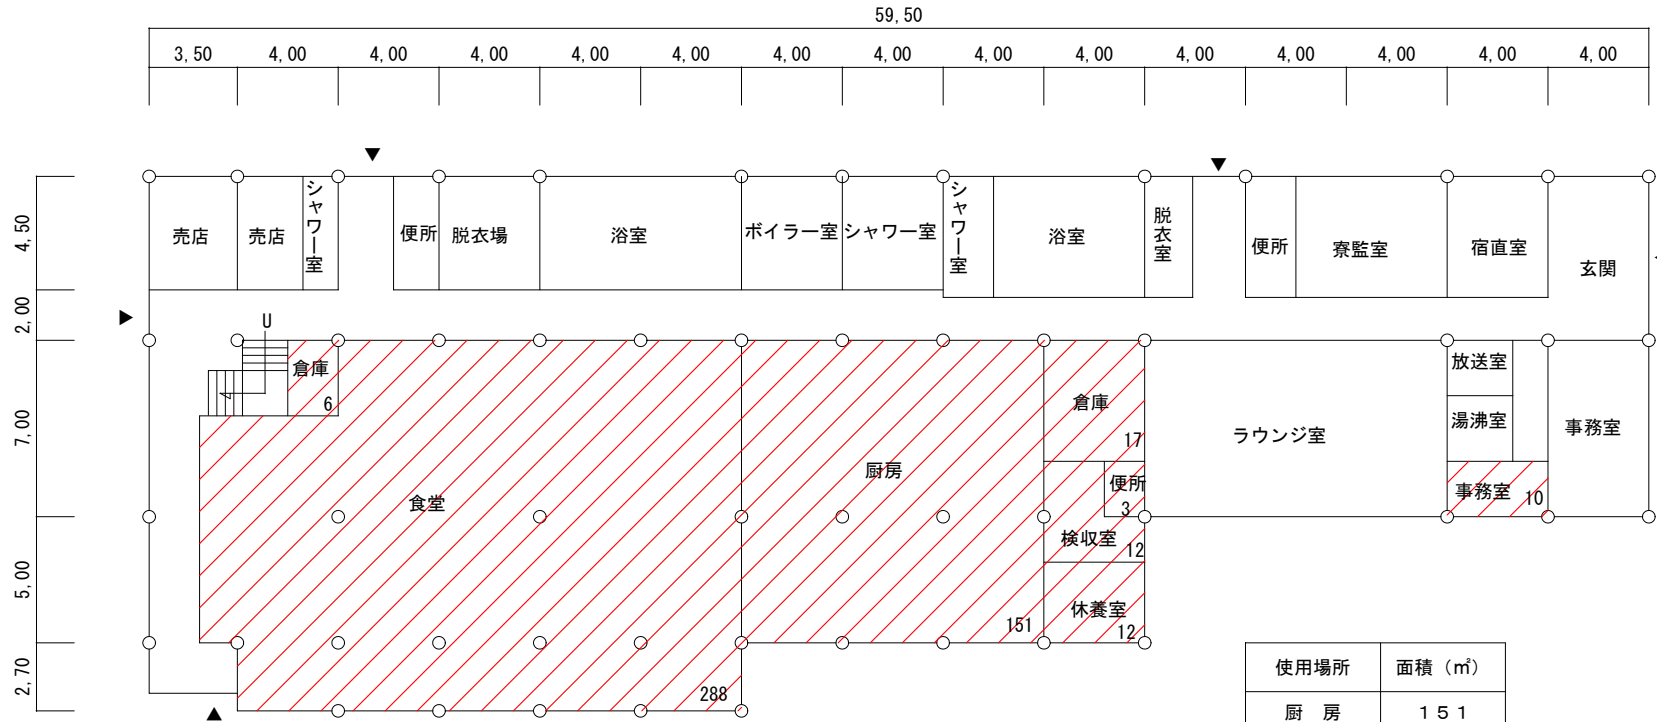 59,50
3,50 4,00 4,00 4,00 4,00 4,00 4,00 4,00 4,00 4,00 4,00 4,00 4,00 4,00 4,00
4,50
2,00
7,00
5,00
2,70
売店
売店
シャワー室
便所
脱衣場
浴室
ボイラー室
シャワー室
シャワー室
浴室
脱衣室
便所
寮監室
宿直室
玄関
U
倉庫
6
食堂
288
厨房
151
倉庫
17
便所
3
検収室
12
休養室
12
ラウンジ室
放送室
湯沸室
事務室
10
事務室
使用場所 面積（㎡）
厨 房 １５１